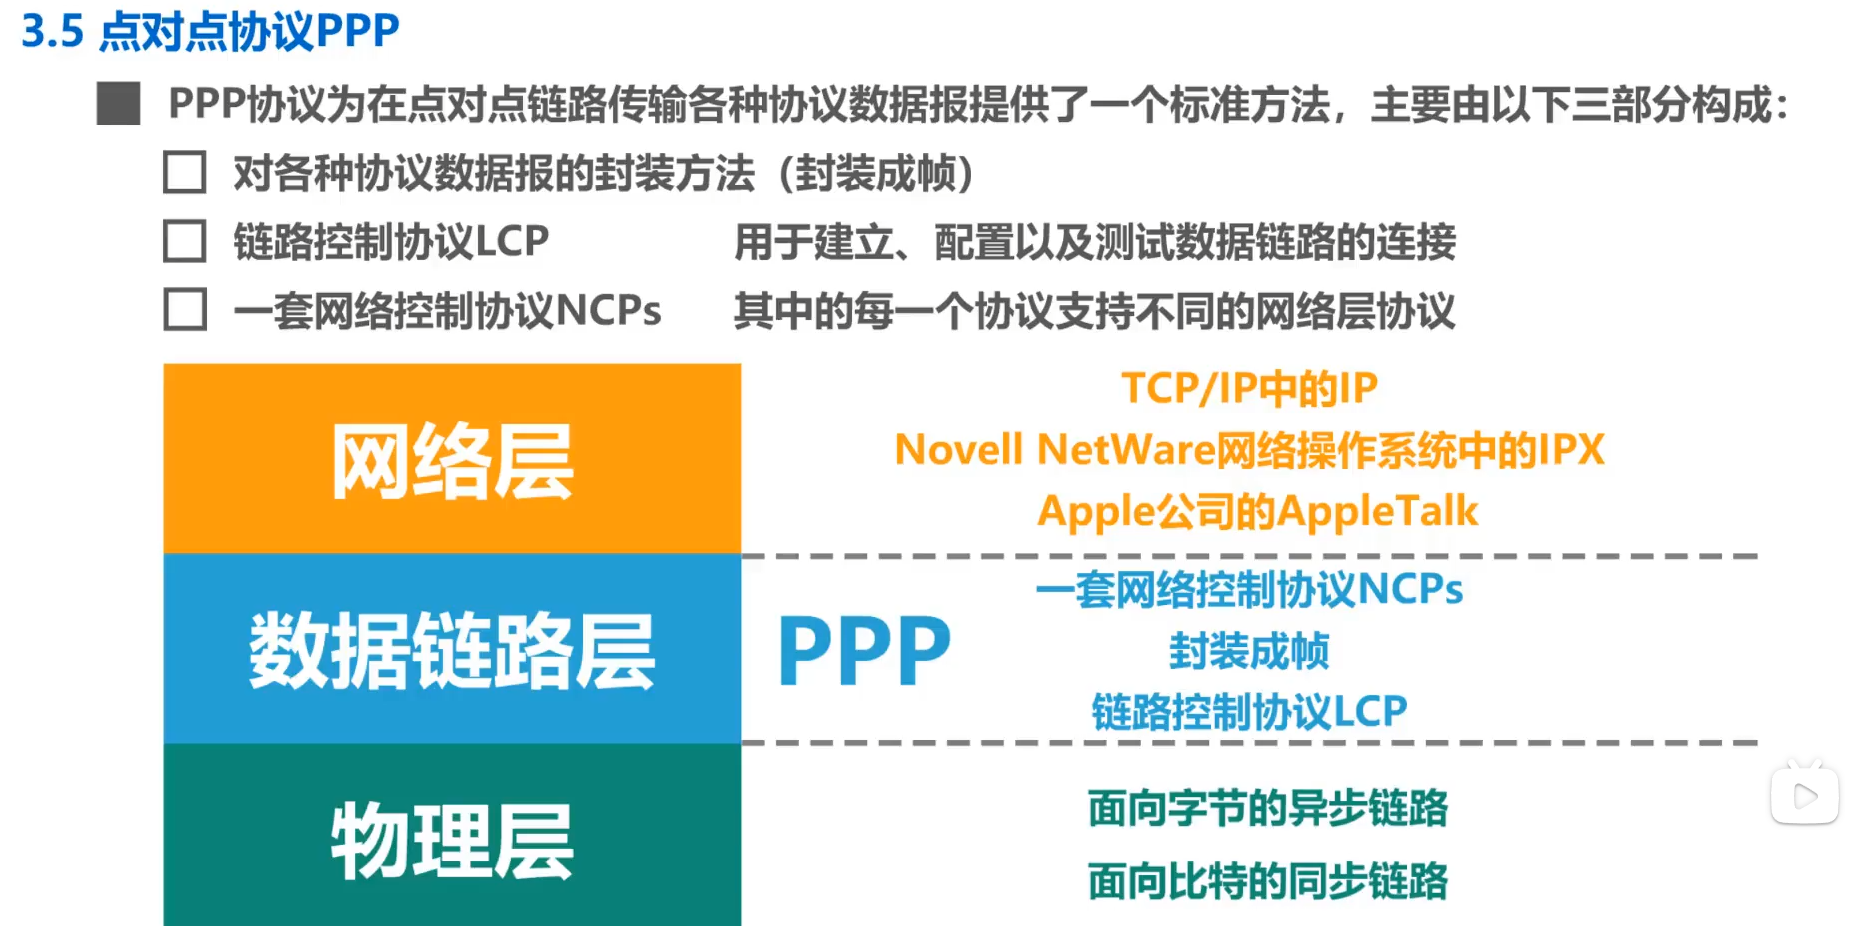 3.5 点对点协议PPP
PPP协议为在点对点链路传输各种协议数据报提供了一个标准方法，主要由以下三部分构成：
对各种协议数据报的封装方法（封装成帧）
链路控制协议LCP 用于建立、配置以及测试数据链路的连接
一套网络控制协议NCPs 其中的每一个协议支持不同的网络层协议
网络层
TCP/IP中的IP
Novell NetWare网络操作系统中的IPX
Apple公司的AppleTalk
数据链路层
PPP
一套网络控制协议NCPs
封装成帧
链路控制协议LCP
物理层
面向字节的异步链路
面向比特的同步链路